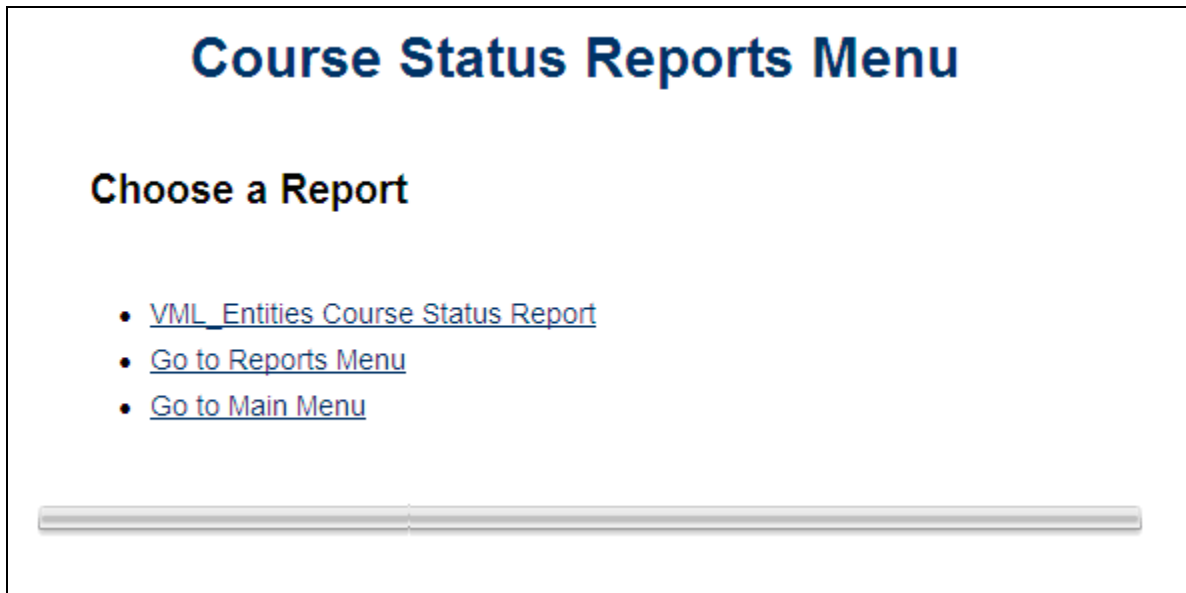 Course Status Reports Menu
Choose a Report
VML_Entities Course Status Report
Go to Reports Menu
Go to Main Menu